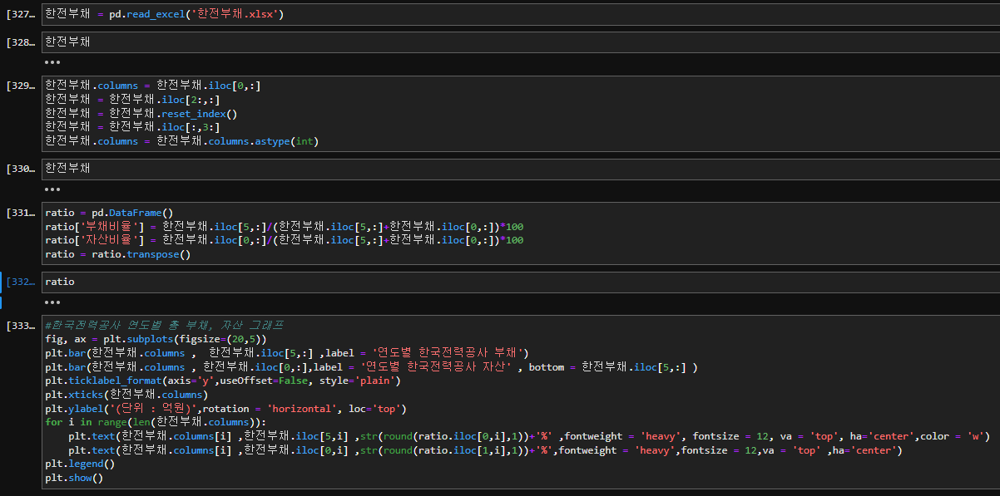 [327… 한전부채 = pd.read_excel('한전부채.xlsx')
[328… 한전부채
•••
[329… 한전부채.columns = 한전부채.iloc[0,:]
한전부채 = 한전부채.iloc[2:,:]
한전부채 = 한전부채.reset_index()
한전부채 = 한전부채.iloc[:,3:]
한전부채.columns = 한전부채.columns.astype(int)
[330… 한전부채
•••
[331… ratio = pd.DataFrame()
ratio['부채비율'] = 한전부채.iloc[5,:]/(한전부채.iloc[5,:]+한전부채.iloc[0,:])*100
ratio['자산비율'] = 한전부채.iloc[0,:]/(한전부채.iloc[5,:]+한전부채.iloc[0,:])*100
ratio = ratio.transpose()
[332… ratio
•••
[333… #한국전력공사 연도별 총 부채, 자산 그래프
fig, ax = plt.subplots(figsize=(20,5))
plt.bar(한전부채.columns , 한전부채.iloc[5,:] ,label = '연도별 한국전력공사 부채')
plt.bar(한전부채.columns , 한전부채.iloc[0,:],label = '연도별 한국전력공사 자산' , bottom = 한전부채.iloc[5,:] )
plt.ticklabel_format(axis='y',useOffset=False, style='plain')
plt.xticks(한전부채.columns)
plt.ylabel('(단위 : 억원)',rotation = 'horizontal', loc='top')
for i in range(len(한전부채.columns)):
    plt.text(한전부채.columns[i] ,한전부채.iloc[5,i] ,str(round(ratio.iloc[0,i],1))+'%' ,fontweight = 'heavy', fontsize = 12, va = 'top', ha='center',color = 'w')
    plt.text(한전부채.columns[i] ,한전부채.iloc[0,i] ,str(round(ratio.iloc[1,i],1))+'%',fontweight = 'heavy',fontsize = 12,va = 'top' ,ha='center')
plt.legend()
plt.show()